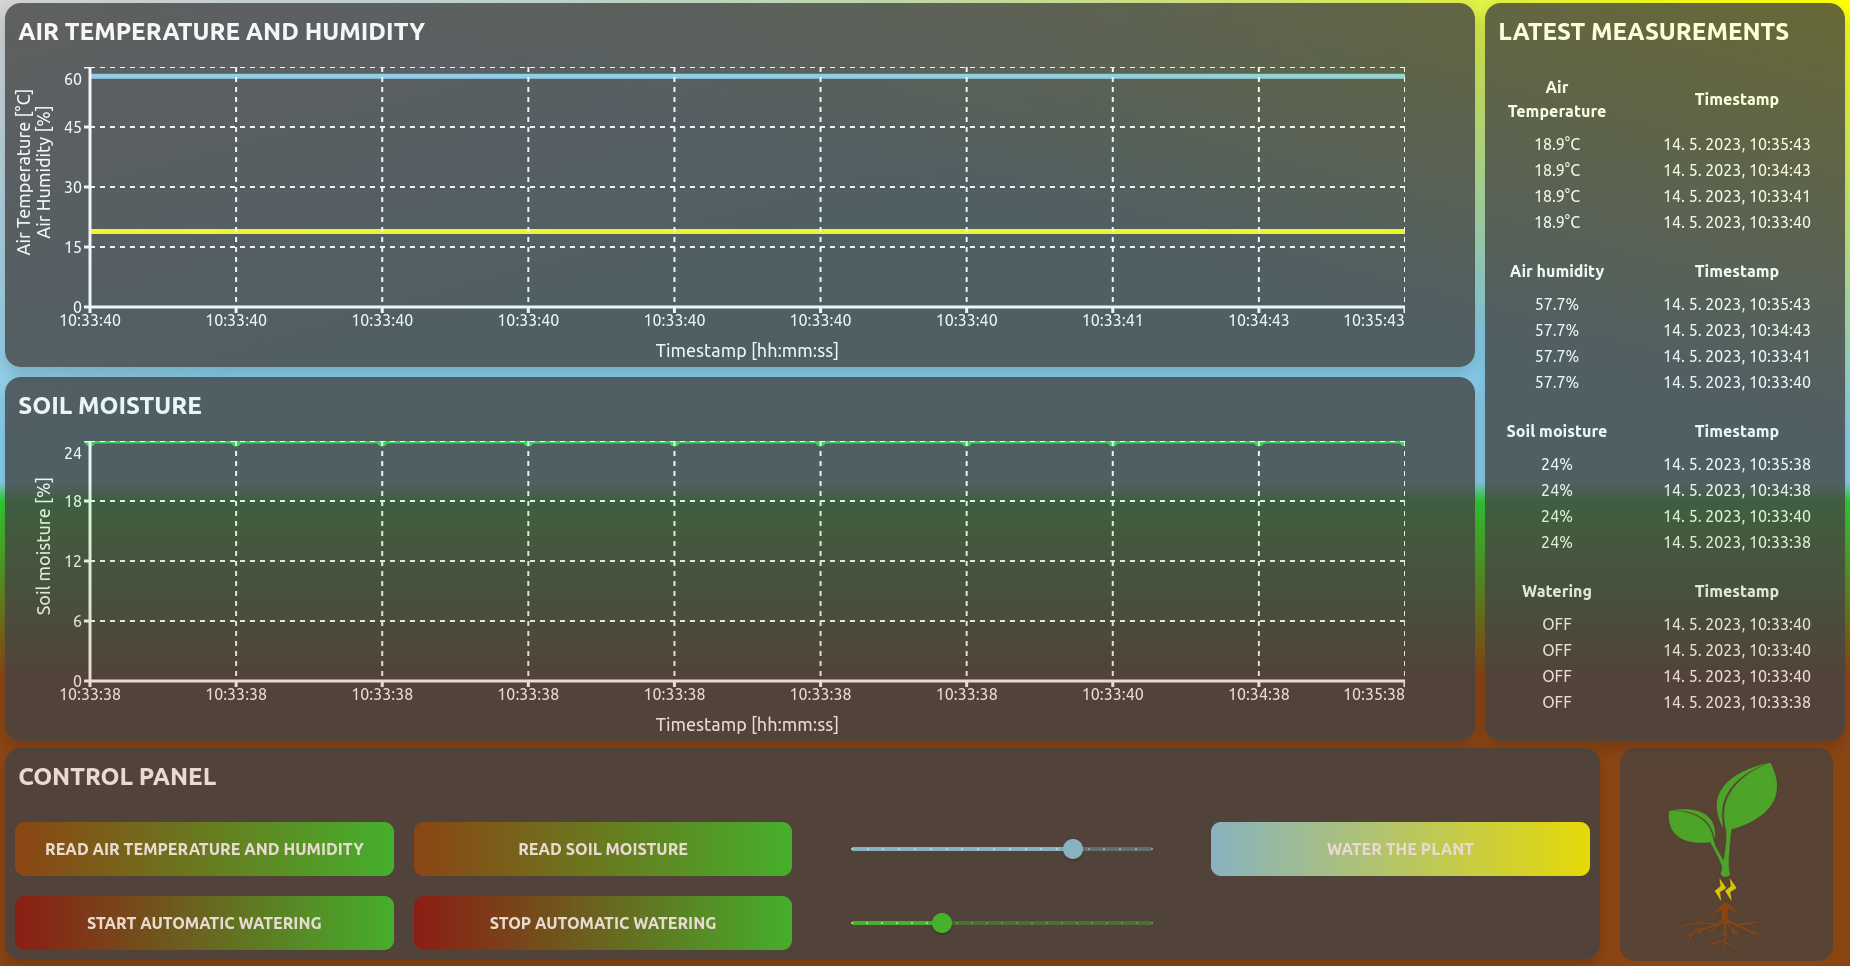 AIR TEMPERATURE AND HUMIDITY
Air Temperature [°C]
Air Humidity [%]
60
45
30
15
0
10:33:40 10:33:40 10:33:40 10:33:40 10:33:40 10:33:40 10:33:40 10:33:41 10:34:43 10:35:43
Timestamp [hh:mm:ss]
SOIL MOISTURE
Soil moisture [%]
24
18
12
6
0
10:33:38 10:33:38 10:33:38 10:33:38 10:33:38 10:33:38 10:33:38 10:33:40 10:34:38 10:35:38
Timestamp [hh:mm:ss]
LATEST MEASUREMENTS
Air
Temperature Timestamp
18.9°C 14. 5. 2023, 10:35:43
18.9°C 14. 5. 2023, 10:34:43
18.9°C 14. 5. 2023, 10:33:41
18.9°C 14. 5. 2023, 10:33:40
Air humidity Timestamp
57.7% 14. 5. 2023, 10:35:43
57.7% 14. 5. 2023, 10:34:43
57.7% 14. 5. 2023, 10:33:41
57.7% 14. 5. 2023, 10:33:40
Soil moisture Timestamp
24% 14. 5. 2023, 10:35:38
24% 14. 5. 2023, 10:34:38
24% 14. 5. 2023, 10:33:40
24% 14. 5. 2023, 10:33:38
Watering Timestamp
OFF 14. 5. 2023, 10:33:40
OFF 14. 5. 2023, 10:33:40
OFF 14. 5. 2023, 10:33:40
OFF 14. 5. 2023, 10:33:38
CONTROL PANEL
READ AIR TEMPERATURE AND HUMIDITY READ SOIL MOISTURE WATER THE PLANT
START AUTOMATIC WATERING STOP AUTOMATIC WATERING